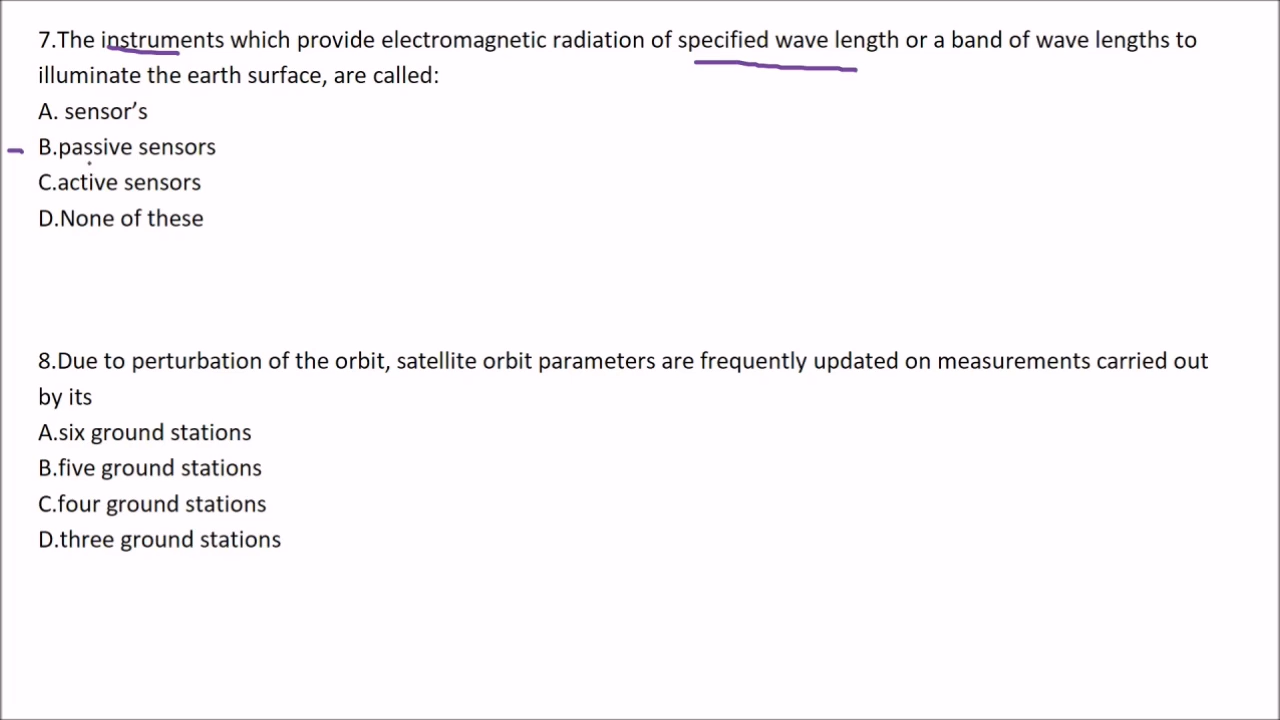 7.The instruments which provide electromagnetic radiation of specified wave length or a band of wave lengths to
illuminate the earth surface, are called:
A. sensor’s
B.passive sensors
C.active sensors
D.None of these
8.Due to perturbation of the orbit, satellite orbit parameters are frequently updated on measurements carried out
by its
A.six ground stations
B.five ground stations
C.four ground stations
D.three ground stations